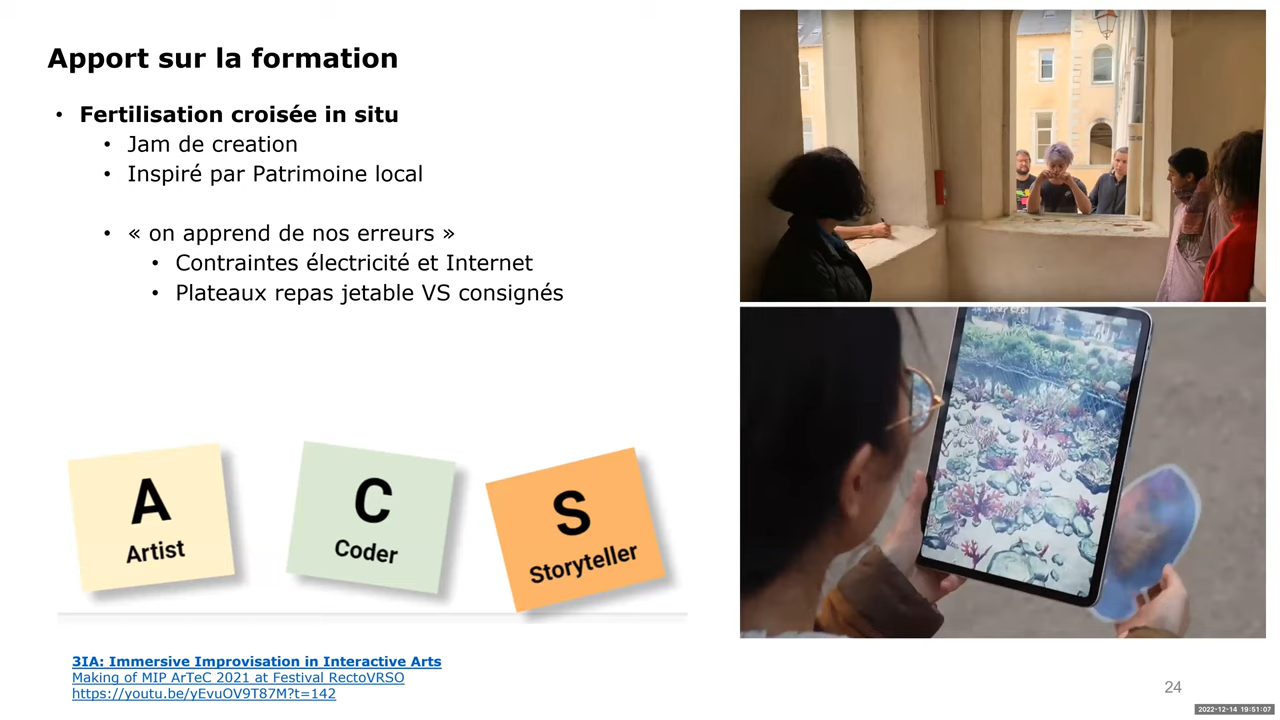 Apport sur la formation
• Fertilisation croisée in situ
• Jam de creation
• Inspiré par Patrimoine local
• « on apprend de nos erreurs »
• Contraintes électricité et Internet
• Plateaux repas jetable VS consignés
A
Artist
C
Coder
S
Storyteller
3IA: Immersive Improvisation in Interactive Arts
Making of MIP ArTeC 2021 at Festival RectoVRSO
https://youtu.be/yEvuOV9T87M?t=142
24
2022-12-14 19:51:07